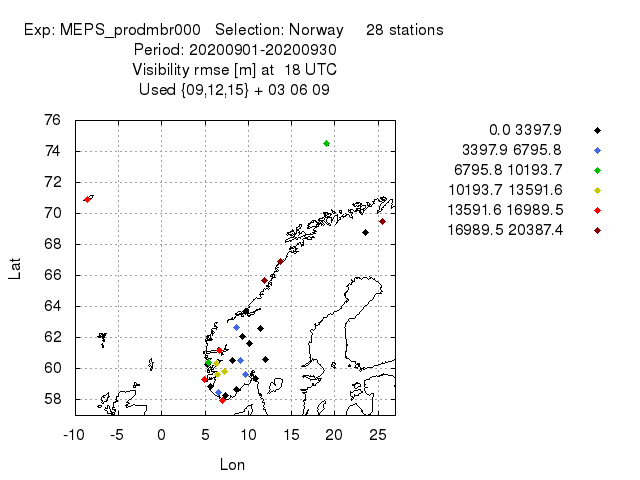 Exp: MEPS_prodmbr000 Selection: Norway 28 stations
Period: 20200901-20200930
Visibility rmse [m] at 18 UTC
Used {09,12,15} + 03 06 09
0.0 3397.9
3397.9 6795.8
6795.8 10193.7
10193.7 13591.6
13591.6 16989.5
16989.5 20387.4
76
74
72
70
68
66
64
62
60
58
Lat
-10 -5 0 5 10 15 20 25
Lon